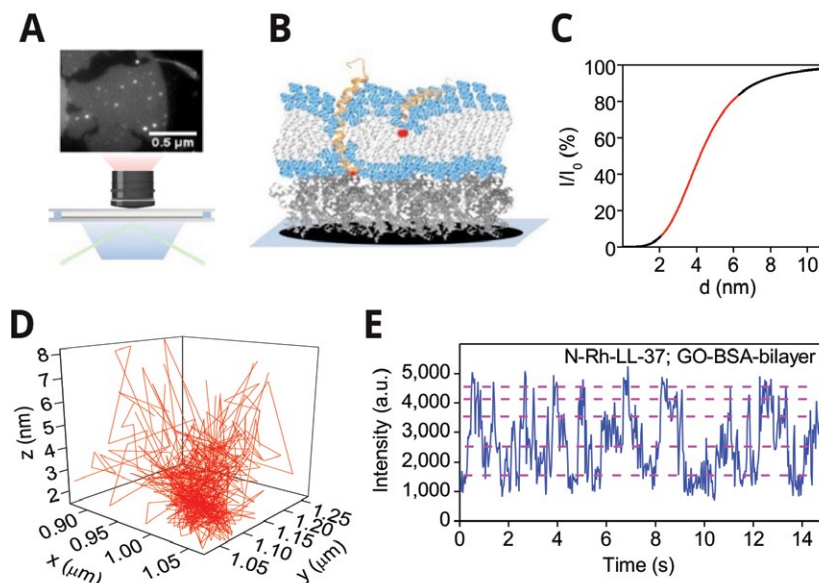 A
0.5 μm
B
C
100
80
60
40
20
0
I/I0 (%)
2
4
6
8
10
d (nm)
D
8
7
6
5
4
3
2
z (nm)
0.90
0.95
1.00
1.05
x (μm)
1.05
1.10
1.15
1.20
1.25
y (μm)
E
N-Rh-LL-37; GO-BSA-bilayer
5,000
4,000
3,000
2,000
1,000
0
Intensity (a.u.)
0
2
4
6
8
10
12
14
Time (s)